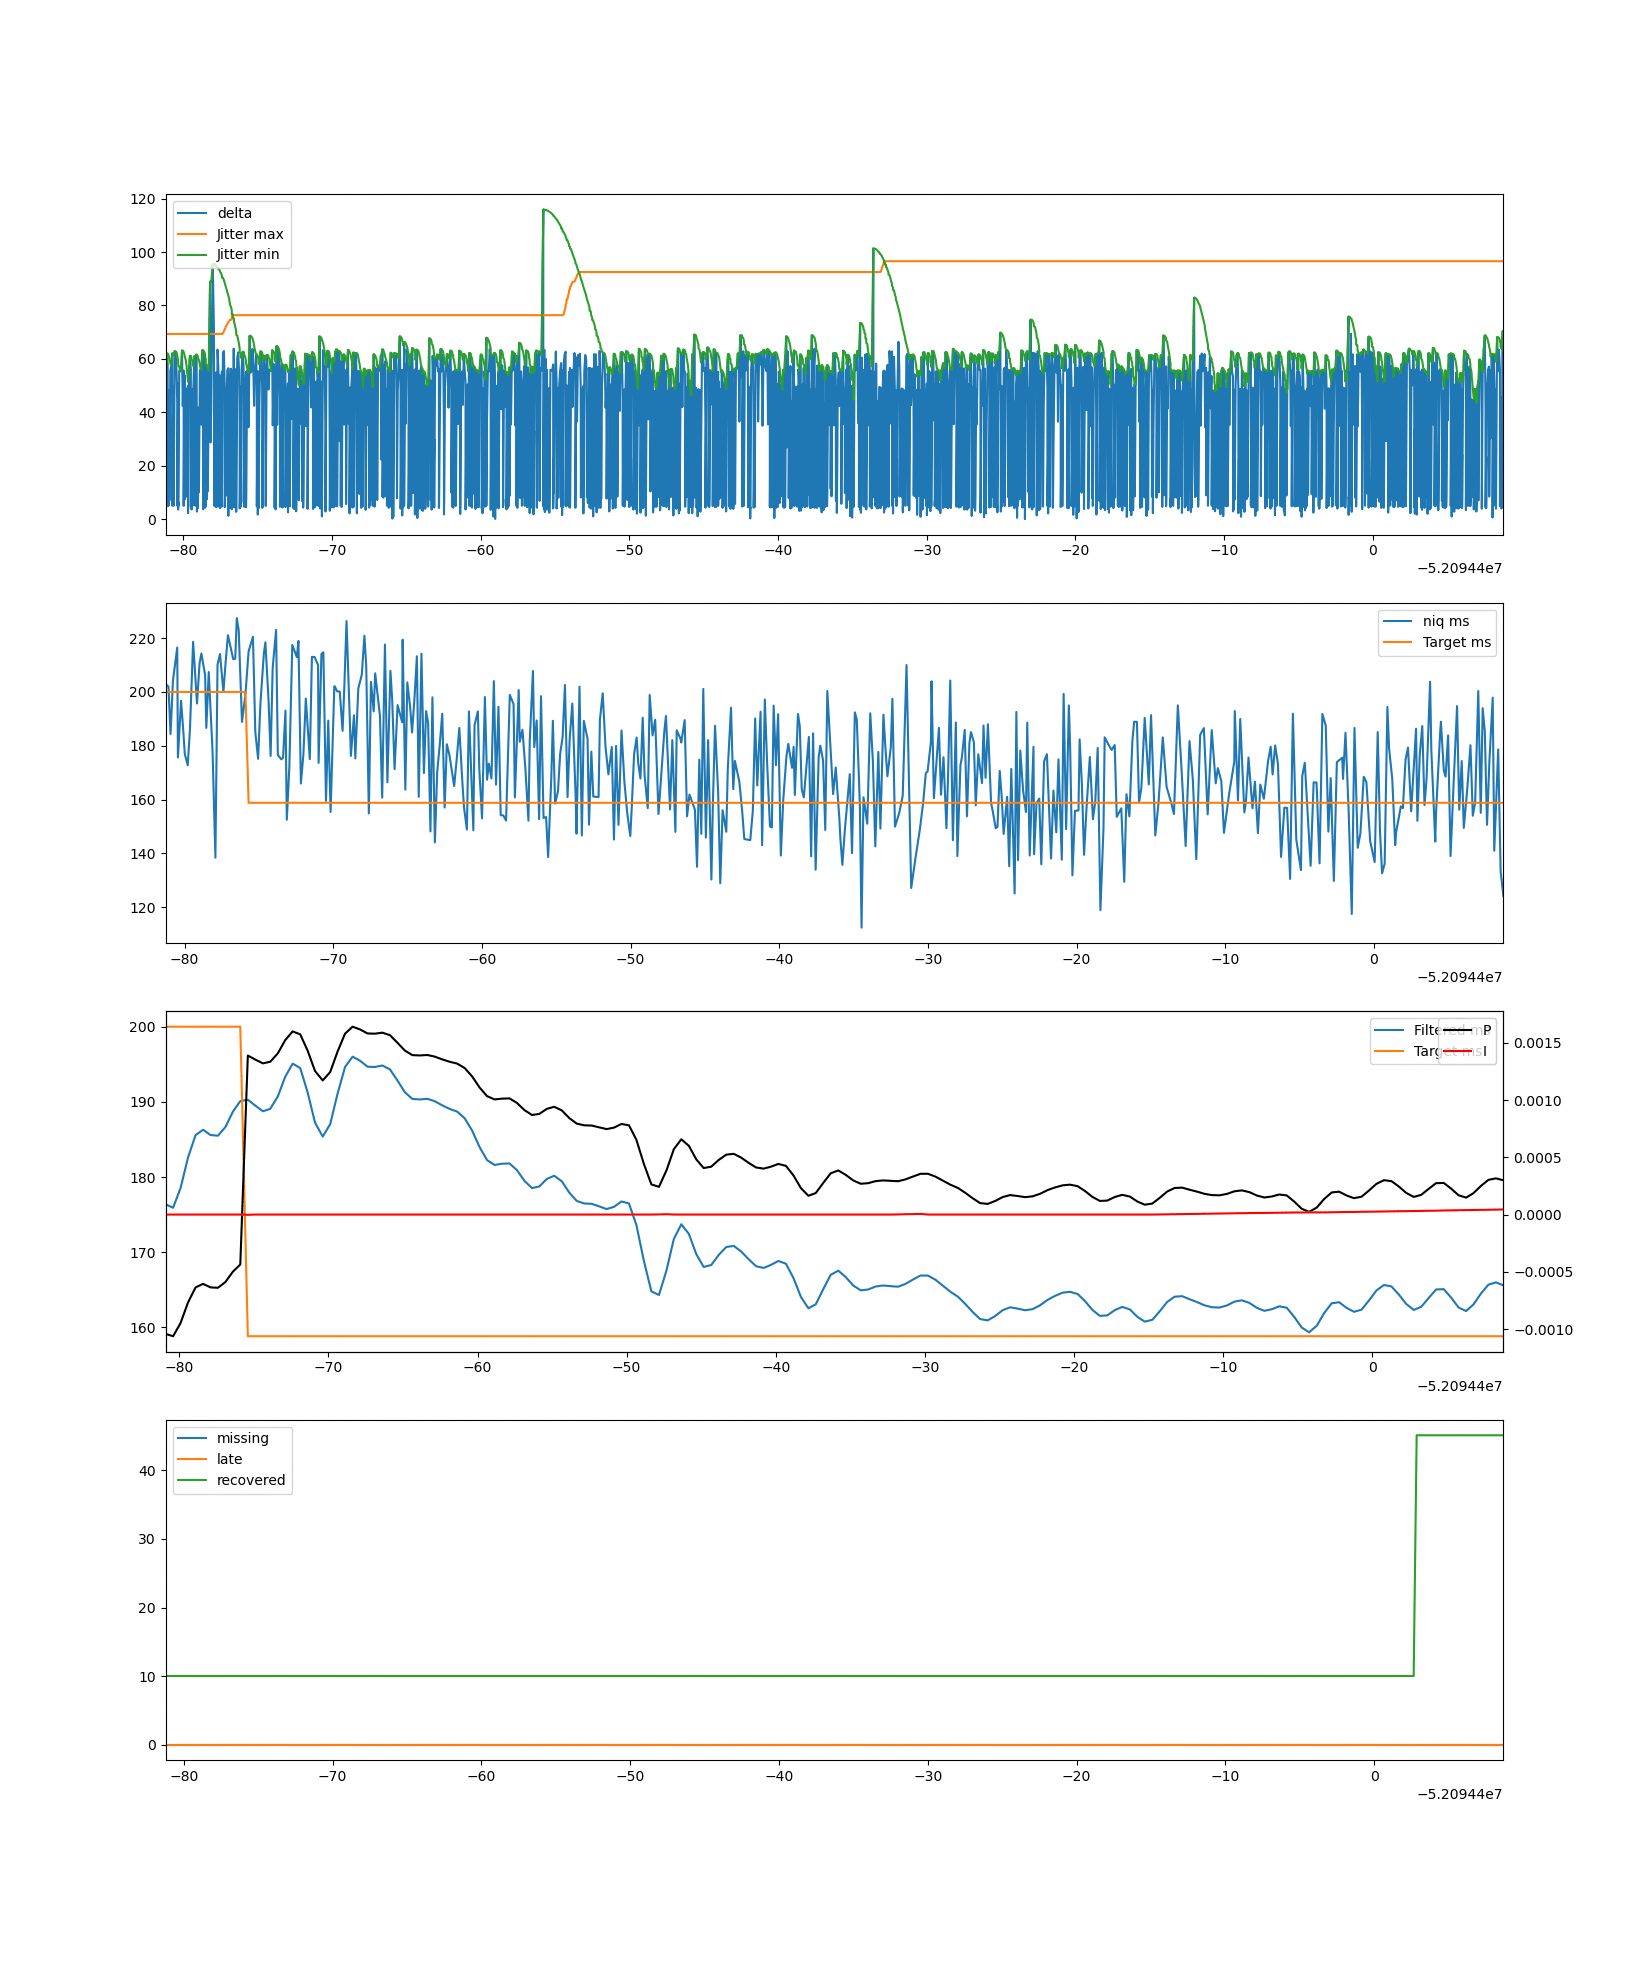 120
100
80
60
40
20
0
delta
Jitter max
Jitter min
−80 −70 −60 −50 −40 −30 −20 −10 0
−5.20944e7
220
200
180
160
140
120
niq ms
Target ms
−80 −70 −60 −50 −40 −30 −20 −10 0
−5.20944e7
200
190
180
170
160
Filtered ms
Target ms
P
I
0.0015
0.0010
0.0005
0.0000
−0.0005
−0.0010
−80 −70 −60 −50 −40 −30 −20 −10 0
−5.20944e7
40
30
20
10
0
missing
late
recovered
−80 −70 −60 −50 −40 −30 −20 −10 0
−5.20944e7